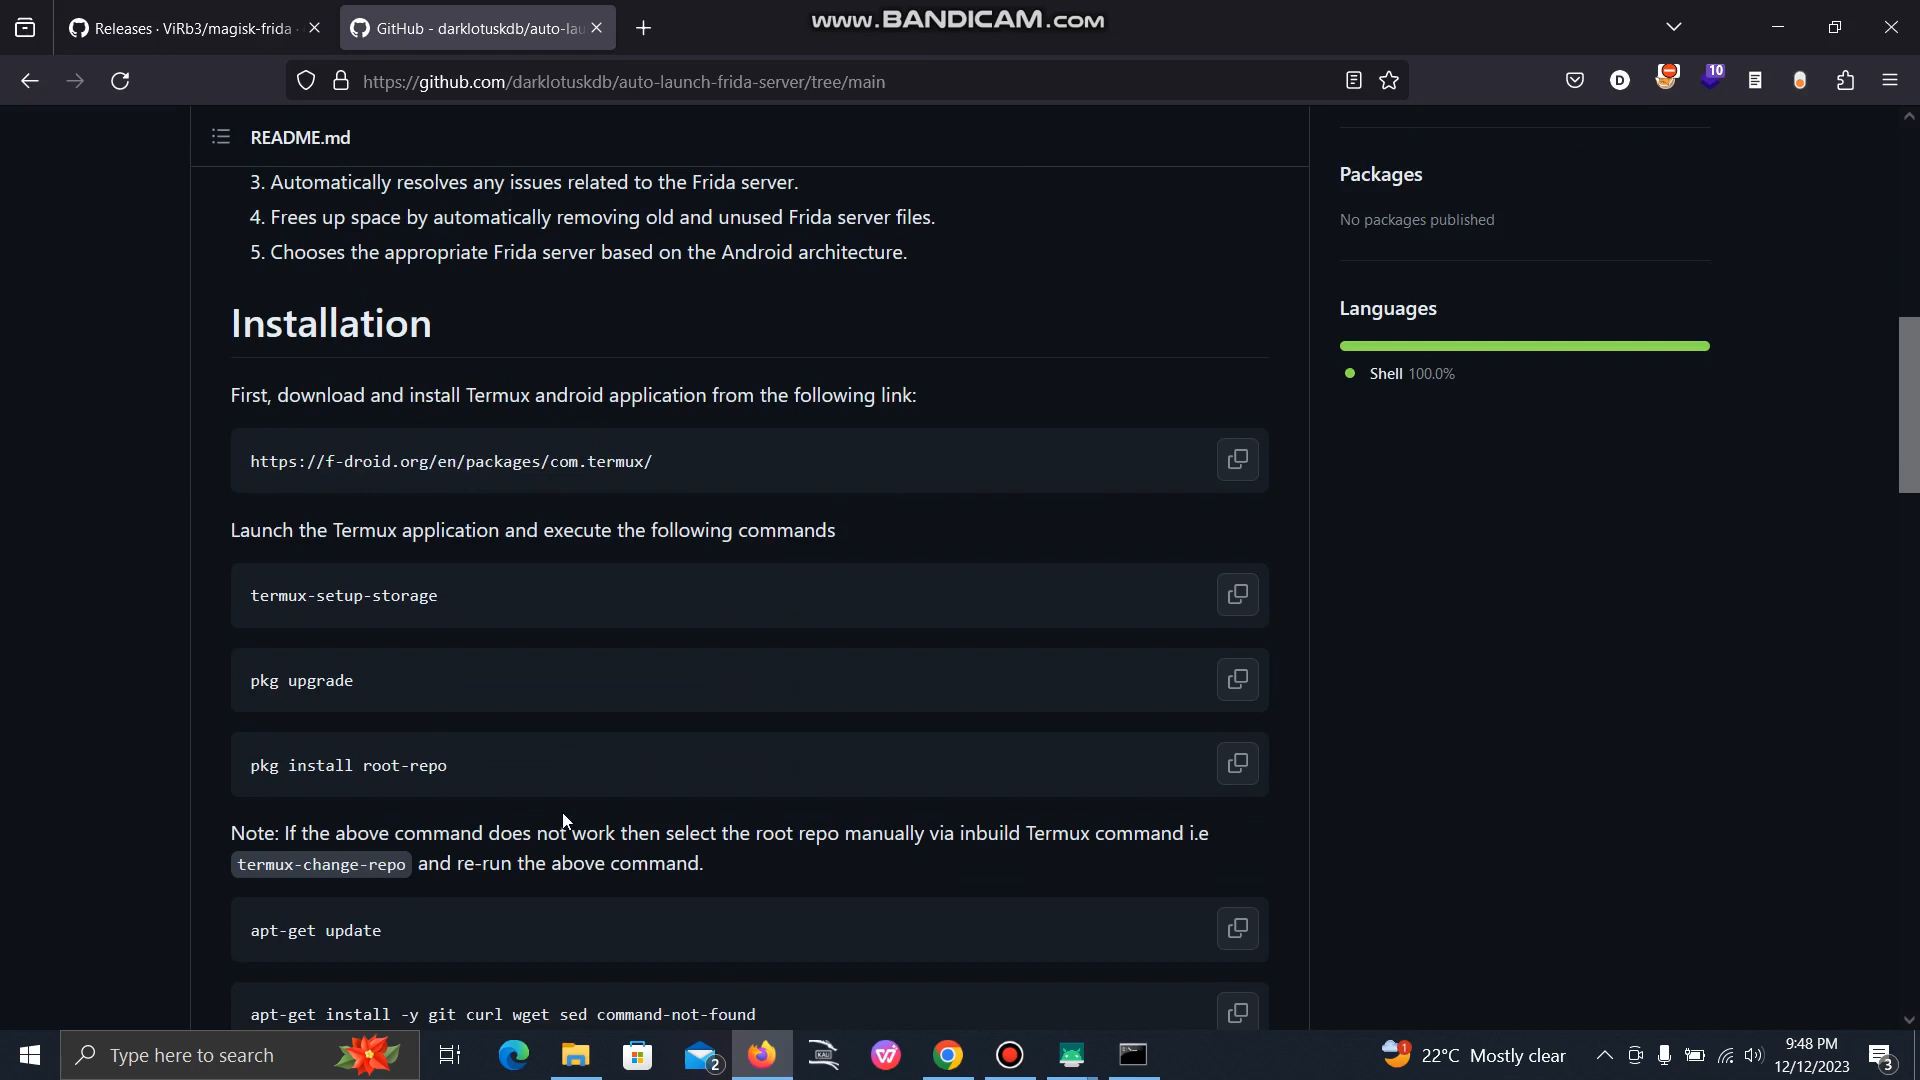 Releases · ViRb3/magisk-frida ·
GitHub - darklotuskdb/auto-lau
www.BANDICAM.com
https://github.com/darklotuskdb/auto-launch-frida-server/tree/main
D
10
README.md
3. Automatically resolves any issues related to the Frida server.
4. Frees up space by automatically removing old and unused Frida server files.
5. Chooses the appropriate Frida server based on the Android architecture.
Installation
First, download and install Termux android application from the following link:
https://f-droid.org/en/packages/com.termux/
Launch the Termux application and execute the following commands
termux-setup-storage
pkg upgrade
pkg install root-repo
Note: If the above command does not work then select the root repo manually via inbuild Termux command i.e
termux-change-repo and re-run the above command.
apt-get update
apt-get install -y git curl wget sed command-not-found
Packages
No packages published
Languages
Shell 100.0%
Type here to search
2
KALI
1
22°C Mostly clear
9:48 PM
12/12/2023
3